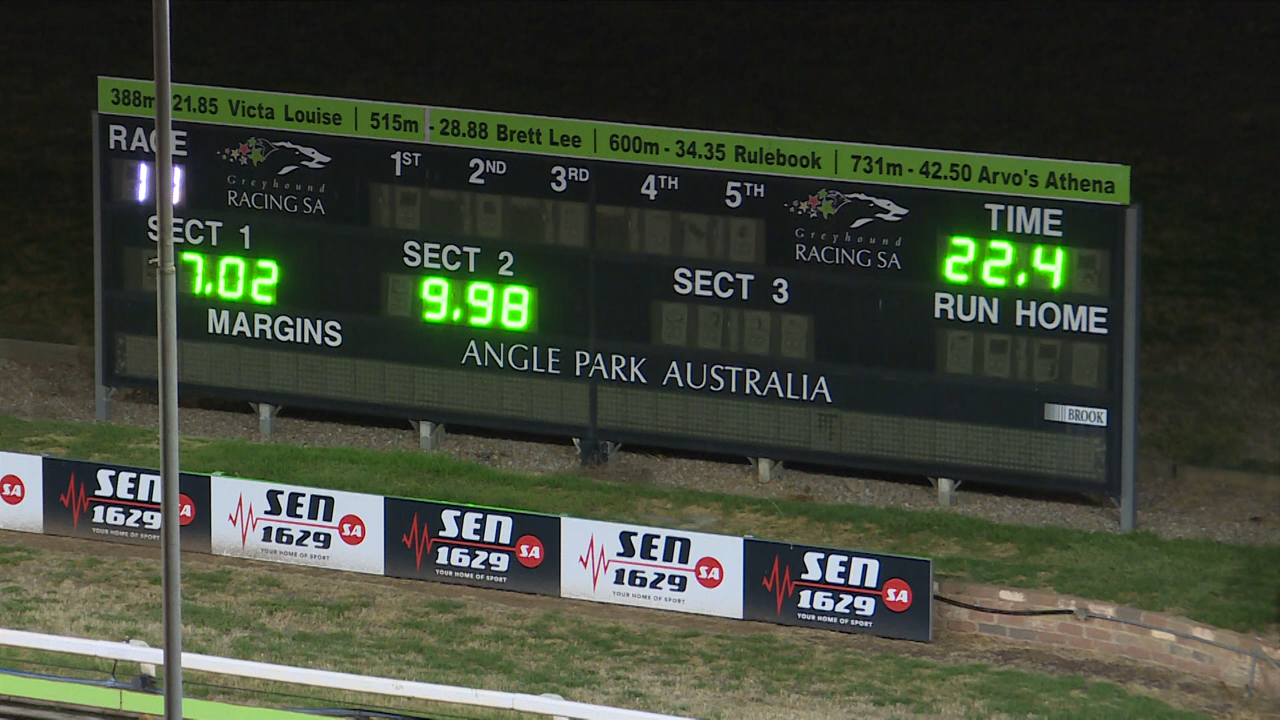 388m 21.85 Victa Louise | 515m - 28.88 Brett Lee | 600m - 34.35 Rulebook | 731m - 42.50 Arvo's Athena
RACE
11
Greyhound
RACING SA
1ST 2ND 3RD 4TH 5TH
Greyhound
RACING SA
TIME
22.4
SECT 1
7.02
SECT 2
9.98
SECT 3
RUN HOME
MARGINS
ANGLE PARK AUSTRALIA
BROOK
SA
SEN
1629
SA
YOUR HOME OF SPORT
SEN
1629
SA
YOUR HOME OF SPORT
SEN
1629
SA
YOUR HOME OF SPORT
SEN
1629
SA
YOUR HOME OF SPORT
SEN
1629
SA
YOUR HOME OF SPORT